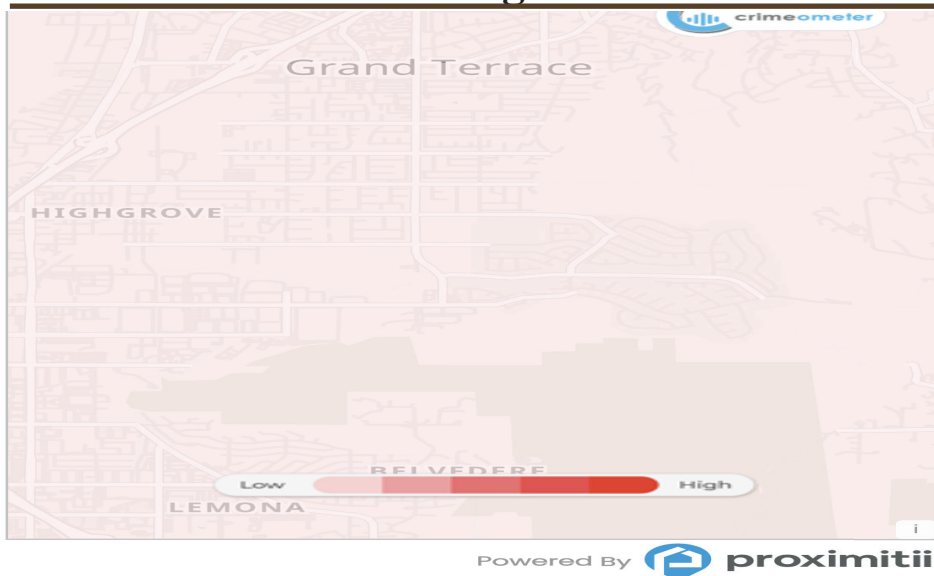 crimeometer
Grand Terrace
HIGHGROVE
BELVEDERE
Low High
LEMONA
i
Powered By proximitii